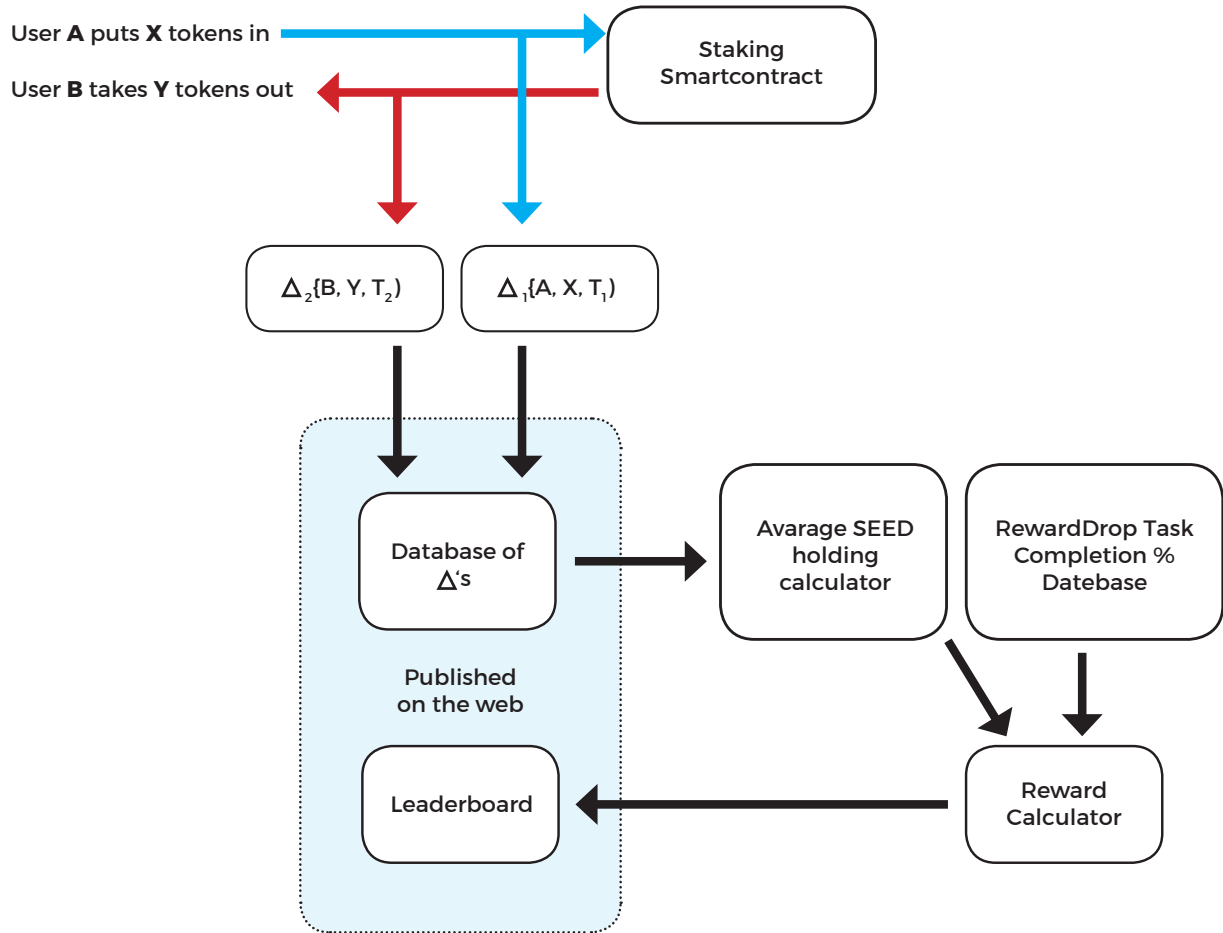 User A puts X tokens in
Staking
Smartcontract
User B takes Y tokens out
Δ₂{B, Y, T₂)
Δ₁{A, X, T₁)
Database of
Δ‘s
Avarage SEED
holding
calculator
RewardDrop Task
Completion %
Datebase
Published
on the web
Leaderboard
Reward
Calculator